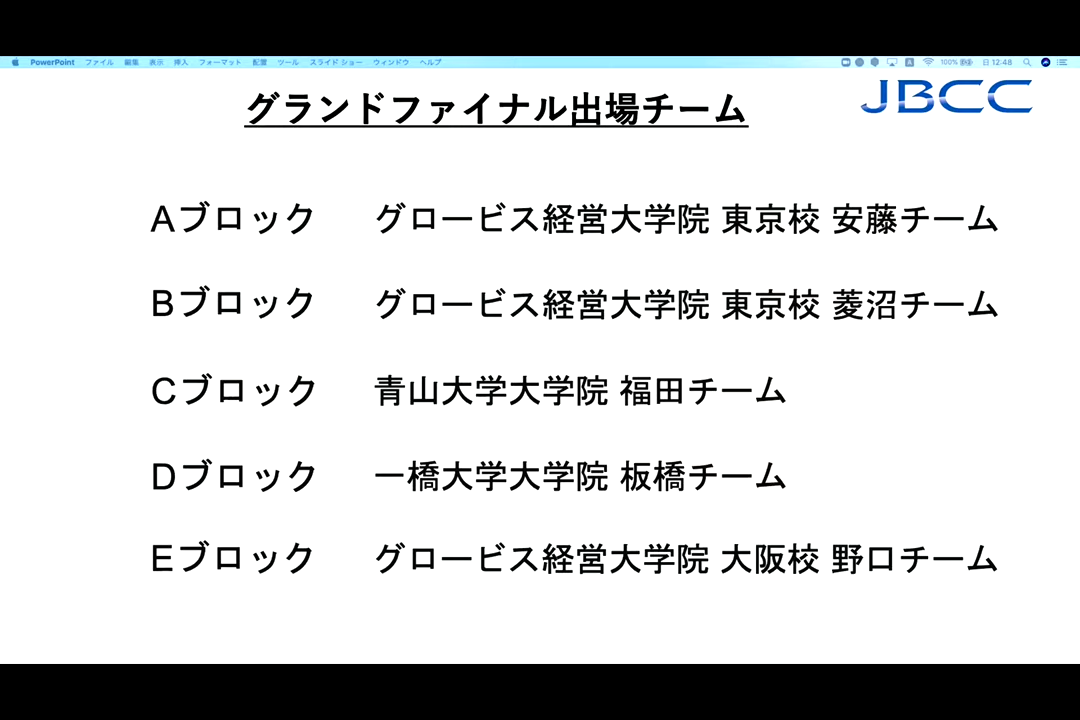 PowerPoint ファイル 編集 表示 挿入 フォーマット 配置 ツール スライドショー ウィンドウ ヘルプ 100% 日 12:48
グランドファイナル出場チーム
JBCC
Aブロック グロービス経営大学院 東京校 安藤チーム
Bブロック グロービス経営大学院 東京校 菱沼チーム
Cブロック 青山大学大学院 福田チーム
Dブロック 一橋大学大学院 板橋チーム
Eブロック グロービス経営大学院 大阪校 野口チーム